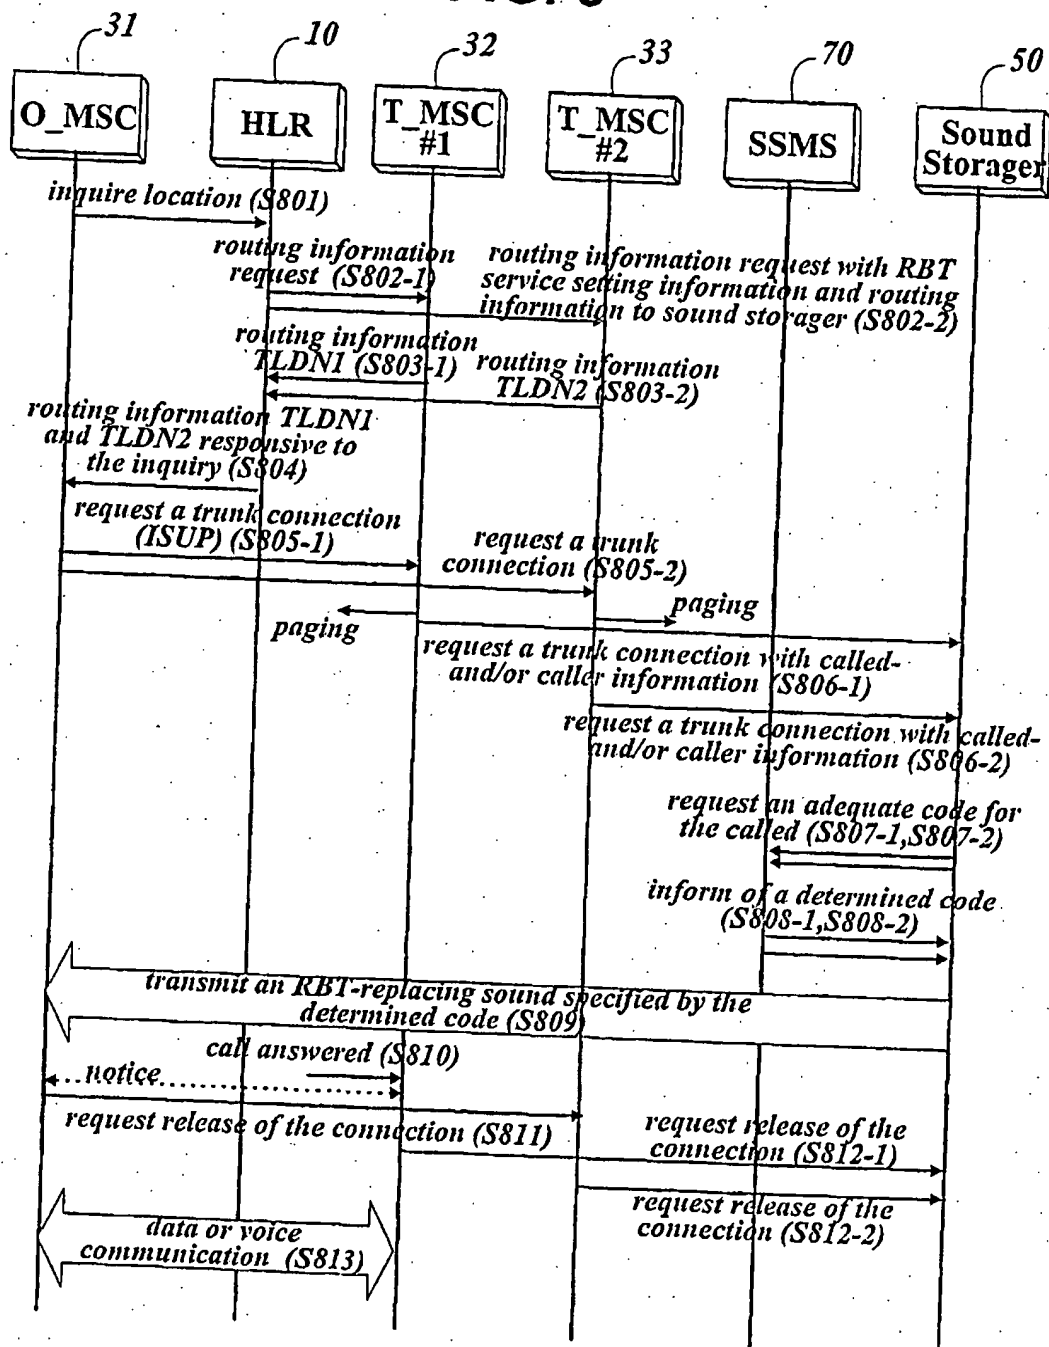 31
10
32
33
70
50
O_MSC
HLR
T_MSC
#1
T_MSC
#2
SSMS
Sound
Storager
inquire location (S801)
routing information
request (S802-1)
routing information request with RBT
service setting information and routing
information to sound storager (S802-2)
routing information
TLDN1 (S803-1)
routing information
TLDN2 (S803-2)
routing information TLDN1
and TLDN2 responsive to
the inquiry (S804)
request a trunk connection
(ISUP) (S805-1)
request a trunk
connection (S805-2)
paging
paging
request a trunk connection with called-
and/or caller information (S806-1)
request a trunk connection with called-
and/or caller information (S806-2)
request an adequate code for
the called (S807-1,S807-2)
inform of a determined code
(S808-1,S808-2)
transmit an RBT-replacing sound specified by the
determined code (S809)
call answered (S810)
notice
request release of the connection (S811)
request release of the
connection (S812-1)
request release of the
connection (S812-2)
data or voice
communication (S813)